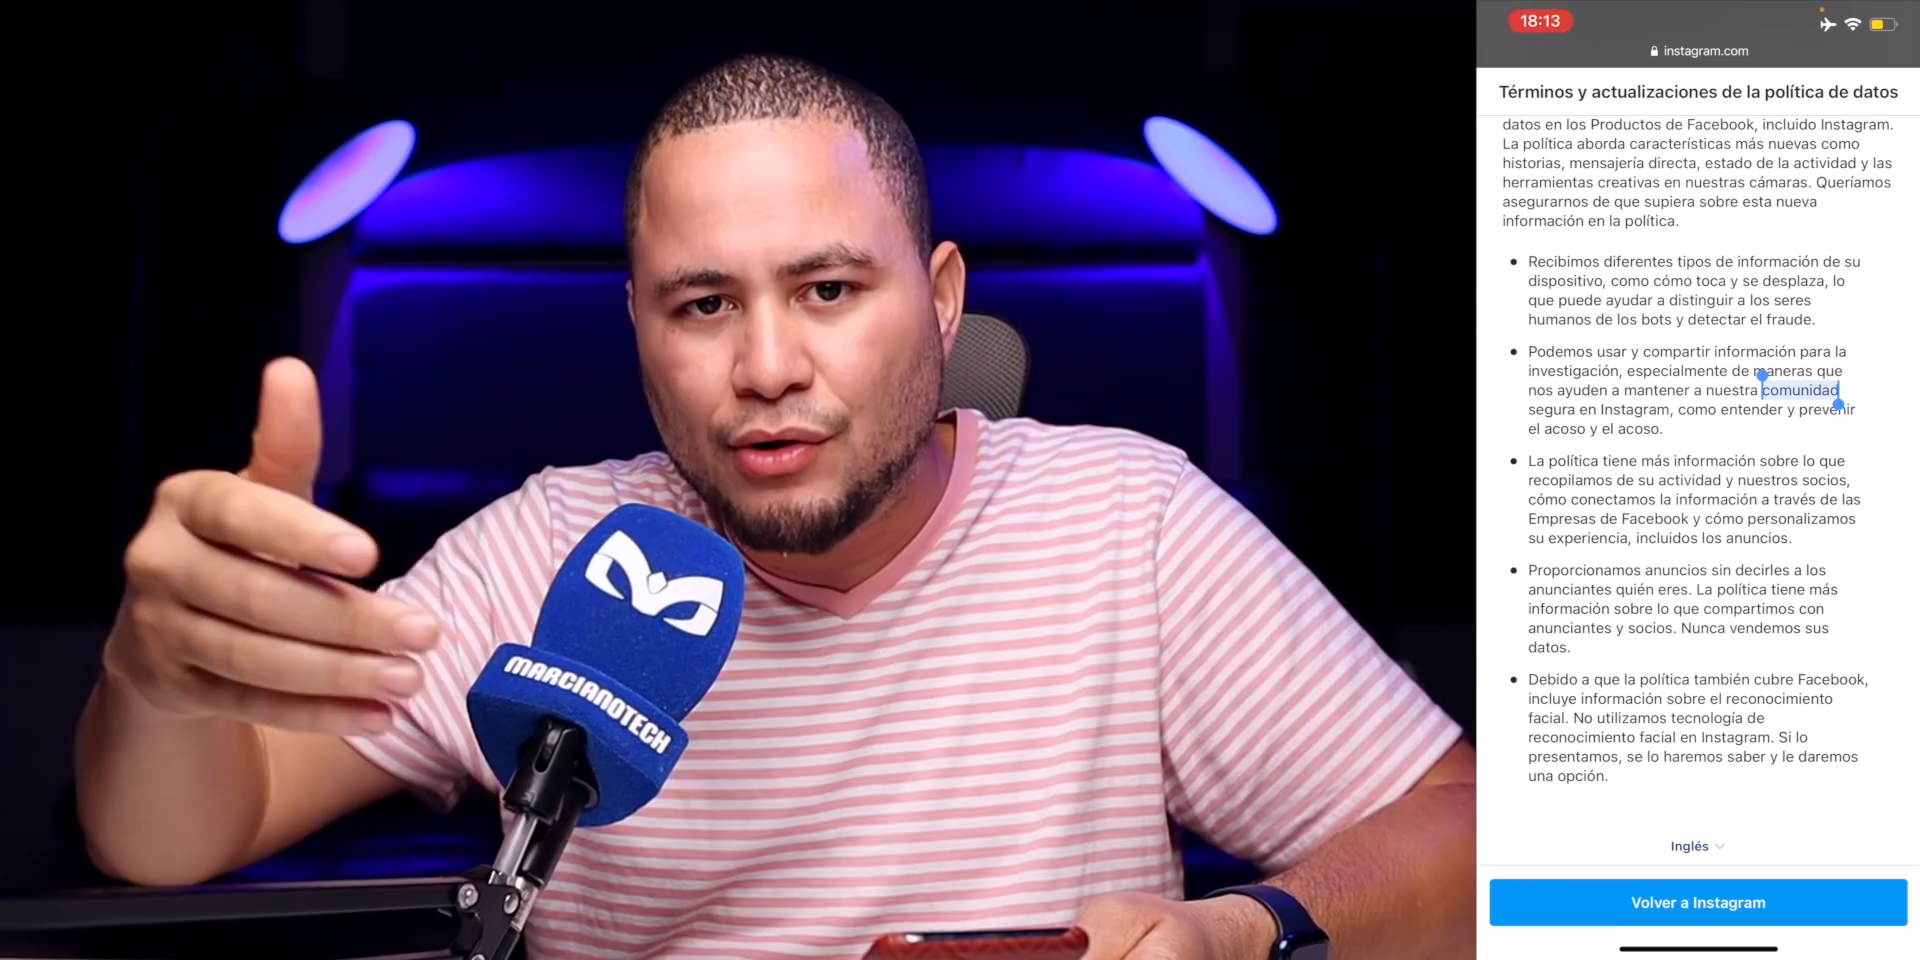 MARCIANOTECH
18:13
instagram.com
Términos y actualizaciones de la política de datos
datos en los Productos de Facebook, incluido Instagram.
La política aborda características más nuevas como
historias, mensajería directa, estado de la actividad y las
herramientas creativas en nuestras cámaras. Queríamos
asegurarnos de que supiera sobre esta nueva
información en la política.
• Recibimos diferentes tipos de información de su
dispositivo, como cómo toca y se desplaza, lo
que puede ayudar a distinguir a los seres
humanos de los bots y detectar el fraude.
• Podemos usar y compartir información para la
investigación, especialmente de maneras que
nos ayuden a mantener a nuestra comunidad
segura en Instagram, como entender y prevenir
el acoso y el acoso.
• La política tiene más información sobre lo que
recopilamos de su actividad y nuestros socios,
cómo conectamos la información a través de las
Empresas de Facebook y cómo personalizamos
su experiencia, incluidos los anuncios.
• Proporcionamos anuncios sin decirles a los
anunciantes quién eres. La política tiene más
información sobre lo que compartimos con
anunciantes y socios. Nunca vendemos sus
datos.
• Debido a que la política también cubre Facebook,
incluye información sobre el reconocimiento
facial. No utilizamos tecnología de
reconocimiento facial en Instagram. Si lo
presentamos, se lo haremos saber y le daremos
una opción.
Inglés
Volver a Instagram